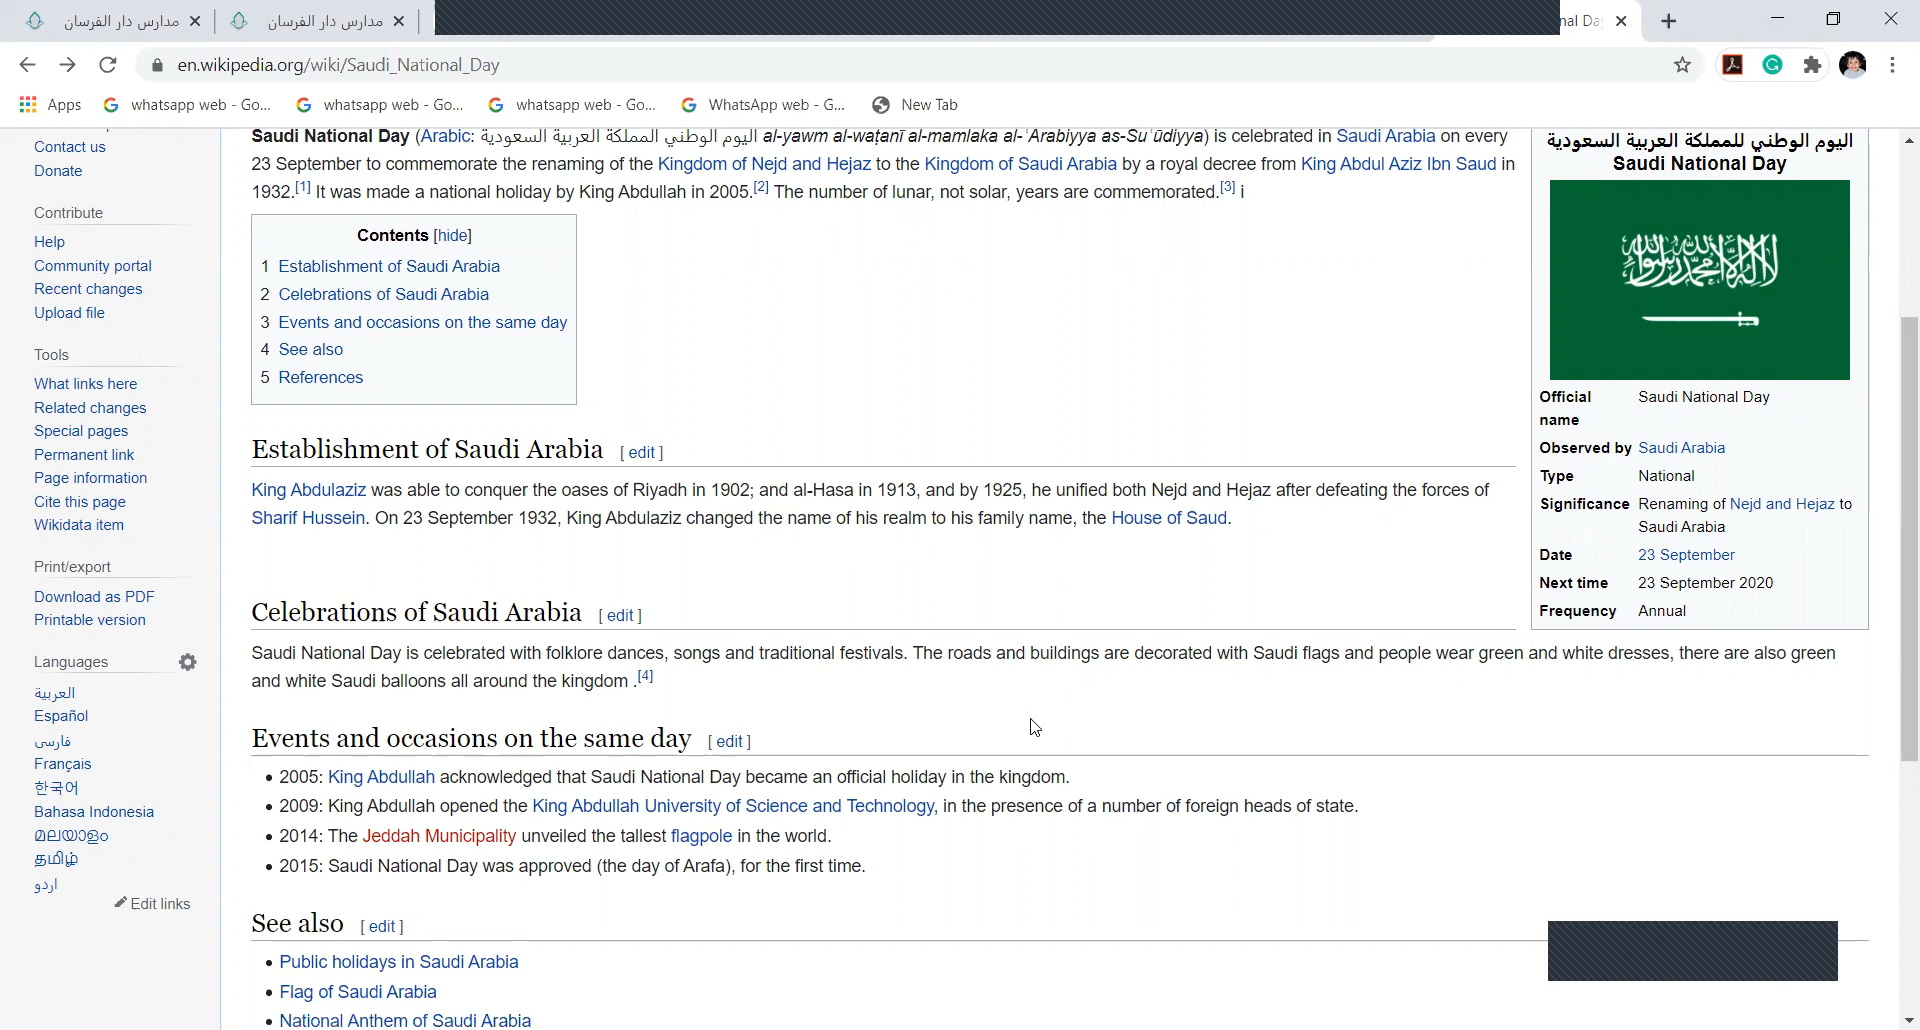 مدارس دار الفرسان
مدارس دار الفرسان
nal Da
en.wikipedia.org/wiki/Saudi_National_Day
Apps
whatsapp web - Go...
whatsapp web - Go...
whatsapp web - Go...
WhatsApp web - G...
New Tab
Contact us
Donate
Contribute
Help
Community portal
Recent changes
Upload file
Tools
What links here
Related changes
Special pages
Permanent link
Page information
Cite this page
Wikidata item
Print/export
Download as PDF
Printable version
Languages
العربية
Español
فارسی
Français
한국어
Bahasa Indonesia
മലയാളം
தமிழ்
اردو
Edit links
Saudi National Day (Arabic: اليوم الوطني المملكة العربية السعودية al-yawm al-waṭanī al-mamlaka al-ʿArabiyya as-Suʿūdiyya) is celebrated in Saudi Arabia on every
23 September to commemorate the renaming of the Kingdom of Nejd and Hejaz to the Kingdom of Saudi Arabia by a royal decree from King Abdul Aziz Ibn Saud in
1932.[1] It was made a national holiday by King Abdullah in 2005.[2] The number of lunar, not solar, years are commemorated.[3] i
Contents [hide]
1 Establishment of Saudi Arabia
2 Celebrations of Saudi Arabia
3 Events and occasions on the same day
4 See also
5 References
Establishment of Saudi Arabia [ edit ]
King Abdulaziz was able to conquer the oases of Riyadh in 1902; and al-Hasa in 1913, and by 1925, he unified both Nejd and Hejaz after defeating the forces of
Sharif Hussein. On 23 September 1932, King Abdulaziz changed the name of his realm to his family name, the House of Saud.
Celebrations of Saudi Arabia [ edit ]
Saudi National Day is celebrated with folklore dances, songs and traditional festivals. The roads and buildings are decorated with Saudi flags and people wear green and white dresses, there are also green
and white Saudi balloons all around the kingdom .[4]
Events and occasions on the same day [ edit ]
• 2005: King Abdullah acknowledged that Saudi National Day became an official holiday in the kingdom.
• 2009: King Abdullah opened the King Abdullah University of Science and Technology, in the presence of a number of foreign heads of state.
• 2014: The Jeddah Municipality unveiled the tallest flagpole in the world.
• 2015: Saudi National Day was approved (the day of Arafa), for the first time.
See also [ edit ]
• Public holidays in Saudi Arabia
• Flag of Saudi Arabia
• National Anthem of Saudi Arabia
اليوم الوطني للمملكة العربية السعودية
Saudi National Day
لا إله إلا الله محمد رسول الله
Official name Saudi National Day
Observed by Saudi Arabia
Type National
Significance Renaming of Nejd and Hejaz to
Saudi Arabia
Date 23 September
Next time 23 September 2020
Frequency Annual